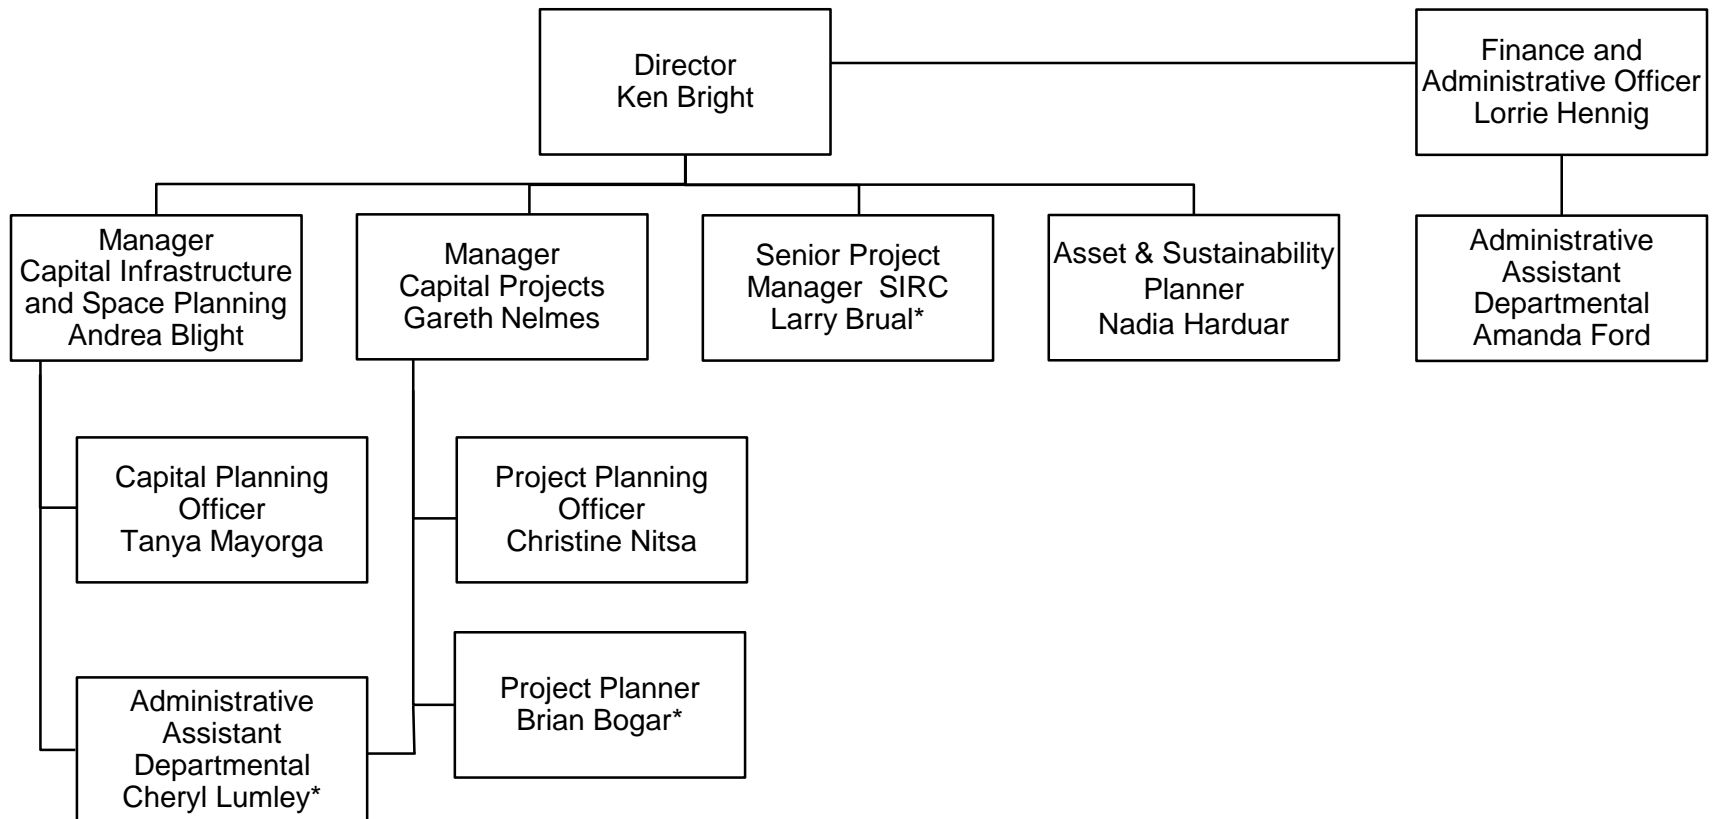 Director
Ken Bright
Finance and
Administrative Officer
Lorrie Hennig
Manager
Capital Infrastructure
and Space Planning
Andrea Blight
Manager
Capital Projects
Gareth Nelmes
Senior Project
Manager SIRC
Larry Brual*
Asset & Sustainability
Planner
Nadia Harduar
Administrative
Assistant
Departmental
Amanda Ford
Capital Planning
Officer
Tanya Mayorga
Project Planning
Officer
Christine Nitsa
Administrative
Assistant
Departmental
Cheryl Lumley*
Project Planner
Brian Bogar*